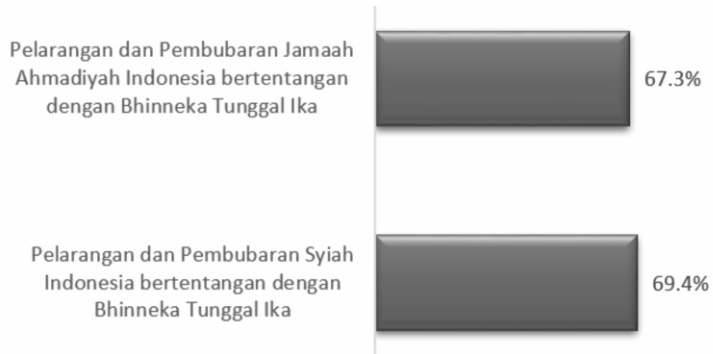 Pelarangan dan Pembubaran Jamaah
Ahmadiyah Indonesia bertentangan
dengan Bhinneka Tunggal Ika
67.3%
Pelarangan dan Pembubaran Syiah
Indonesia bertentangan dengan
Bhinneka Tunggal Ika
69.4%